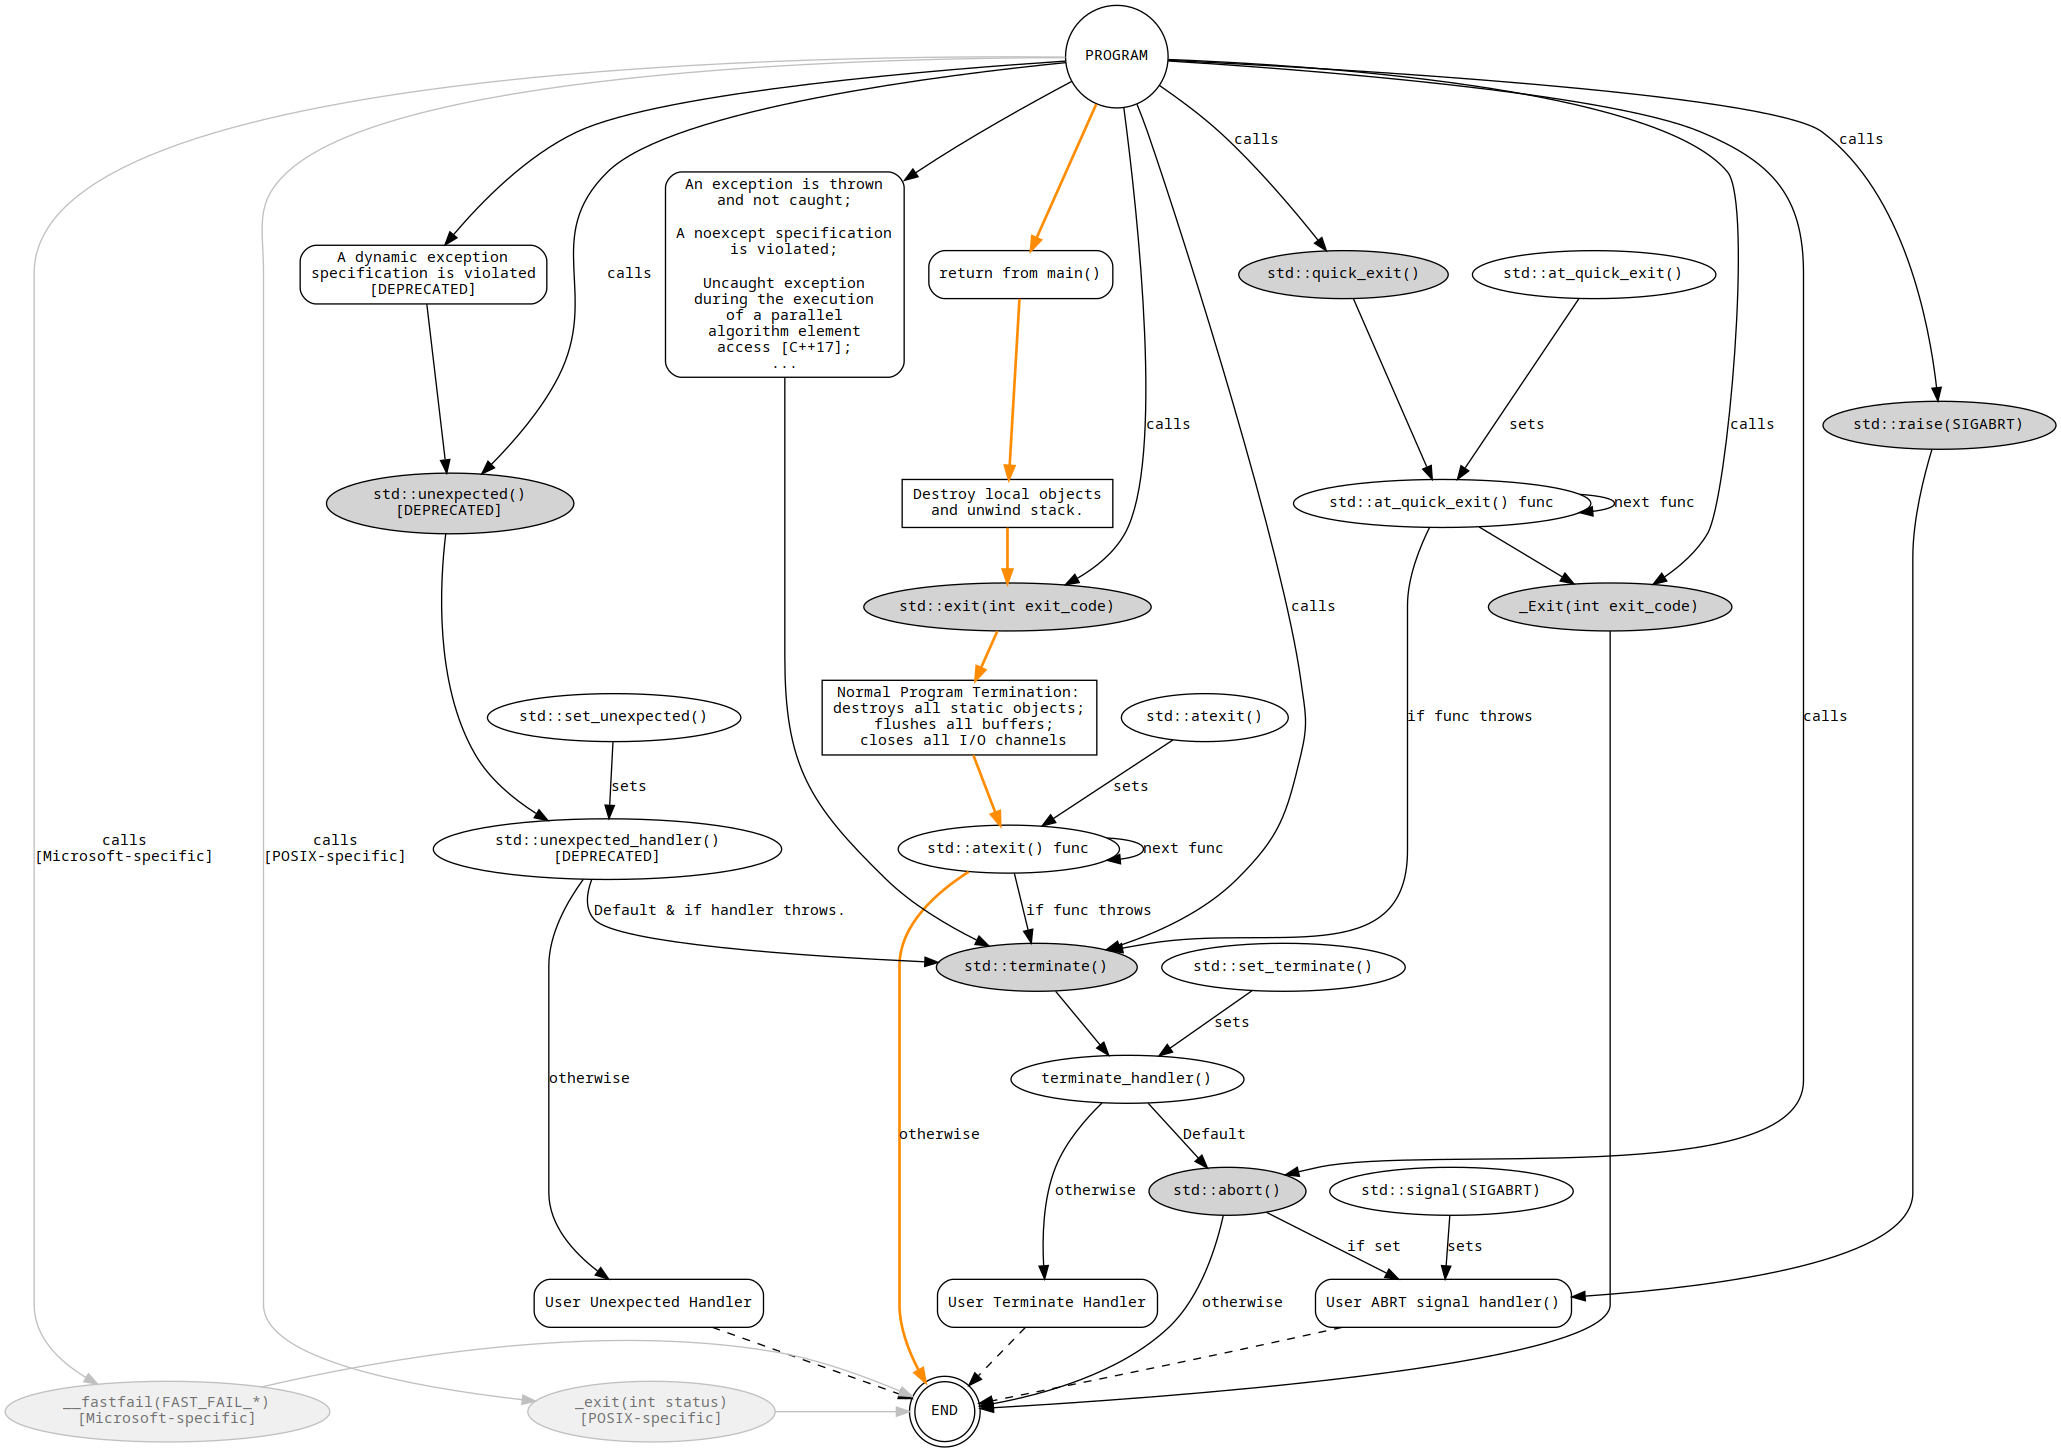 PROGRAM
calls
calls
An exception is thrown
and not caught;
A noexcept specification
is violated;
Uncaught exception
during the execution
of a parallel
algorithm element
access [C++17];
...
A dynamic exception
specification is violated
[DEPRECATED]
calls
return from main()
std::quick_exit()
std::at_quick_exit()
calls
sets
calls
std::raise(SIGABRT)
std::unexpected()
[DEPRECATED]
Destroy local objects
and unwind stack.
std::at_quick_exit() func
next func
std::exit(int exit_code)
calls
_Exit(int exit_code)
std::set_unexpected()
Normal Program Termination:
destroys all static objects;
flushes all buffers;
closes all I/O channels
std::atexit()
if func throws
calls
sets
sets
calls
[Microsoft-specific]
calls
[POSIX-specific]
std::unexpected_handler()
[DEPRECATED]
std::atexit() func
next func
Default & if handler throws.
if func throws
std::terminate()
std::set_terminate()
sets
otherwise
terminate_handler()
otherwise
Default
otherwise
std::abort()
std::signal(SIGABRT)
if set
sets
User Unexpected Handler
User Terminate Handler
otherwise
User ABRT signal handler()
__fastfail(FAST_FAIL_*)
[Microsoft-specific]
_exit(int status)
[POSIX-specific]
END